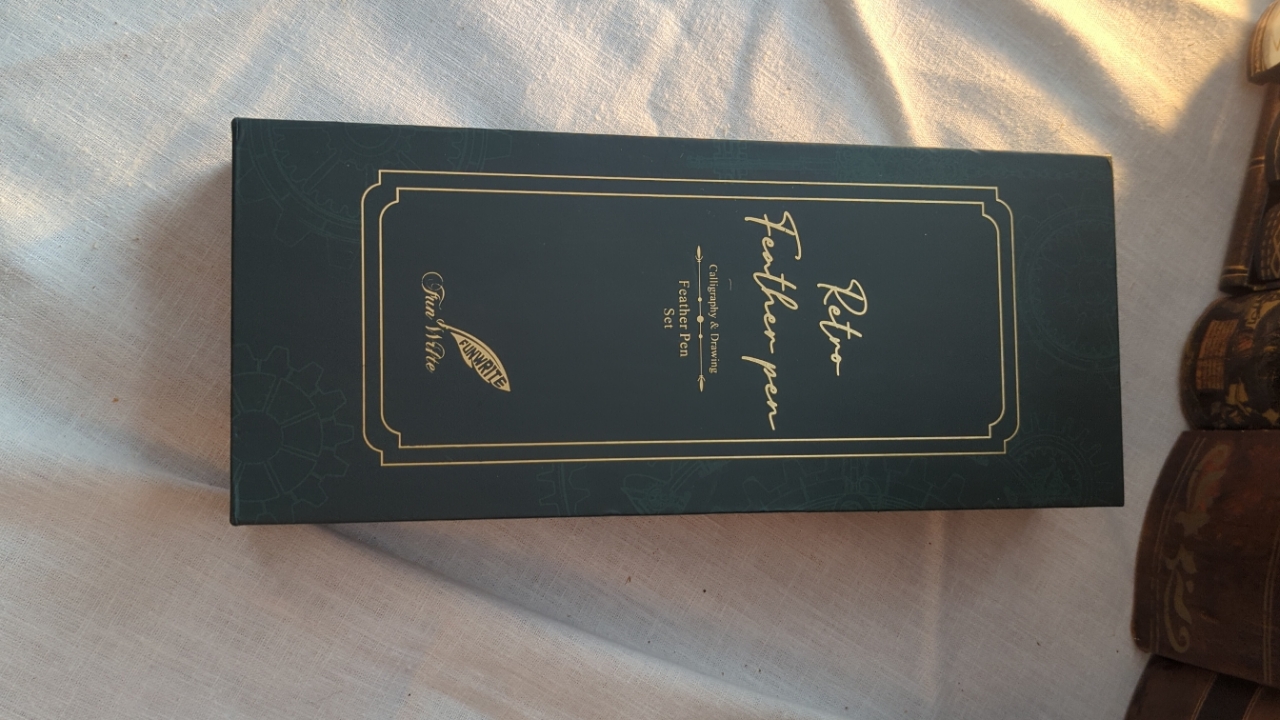 Retro
Feather pen
Calligraphy & Drawing
Feather Pen
Set
FUNWRITE
Fun Write